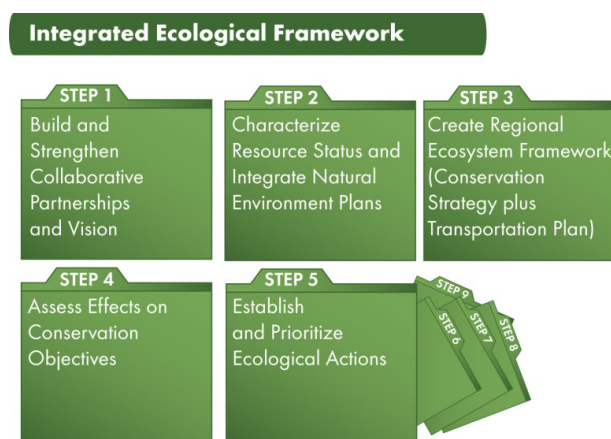 Integrated Ecological Framework
STEP 1
Build and
Strengthen
Collaborative
Partnerships
and Vision
STEP 2
Characterize
Resource Status and
Integrate Natural
Environment Plans
STEP 3
Create Regional
Ecosystem Framework
(Conservation
Strategy plus
Transportation Plan)
STEP 4
Assess Effects on
Conservation
Objectives
STEP 5
Establish
and Prioritize
Ecological Actions
STEP 6
STEP 7
STEP 8
STEP 9